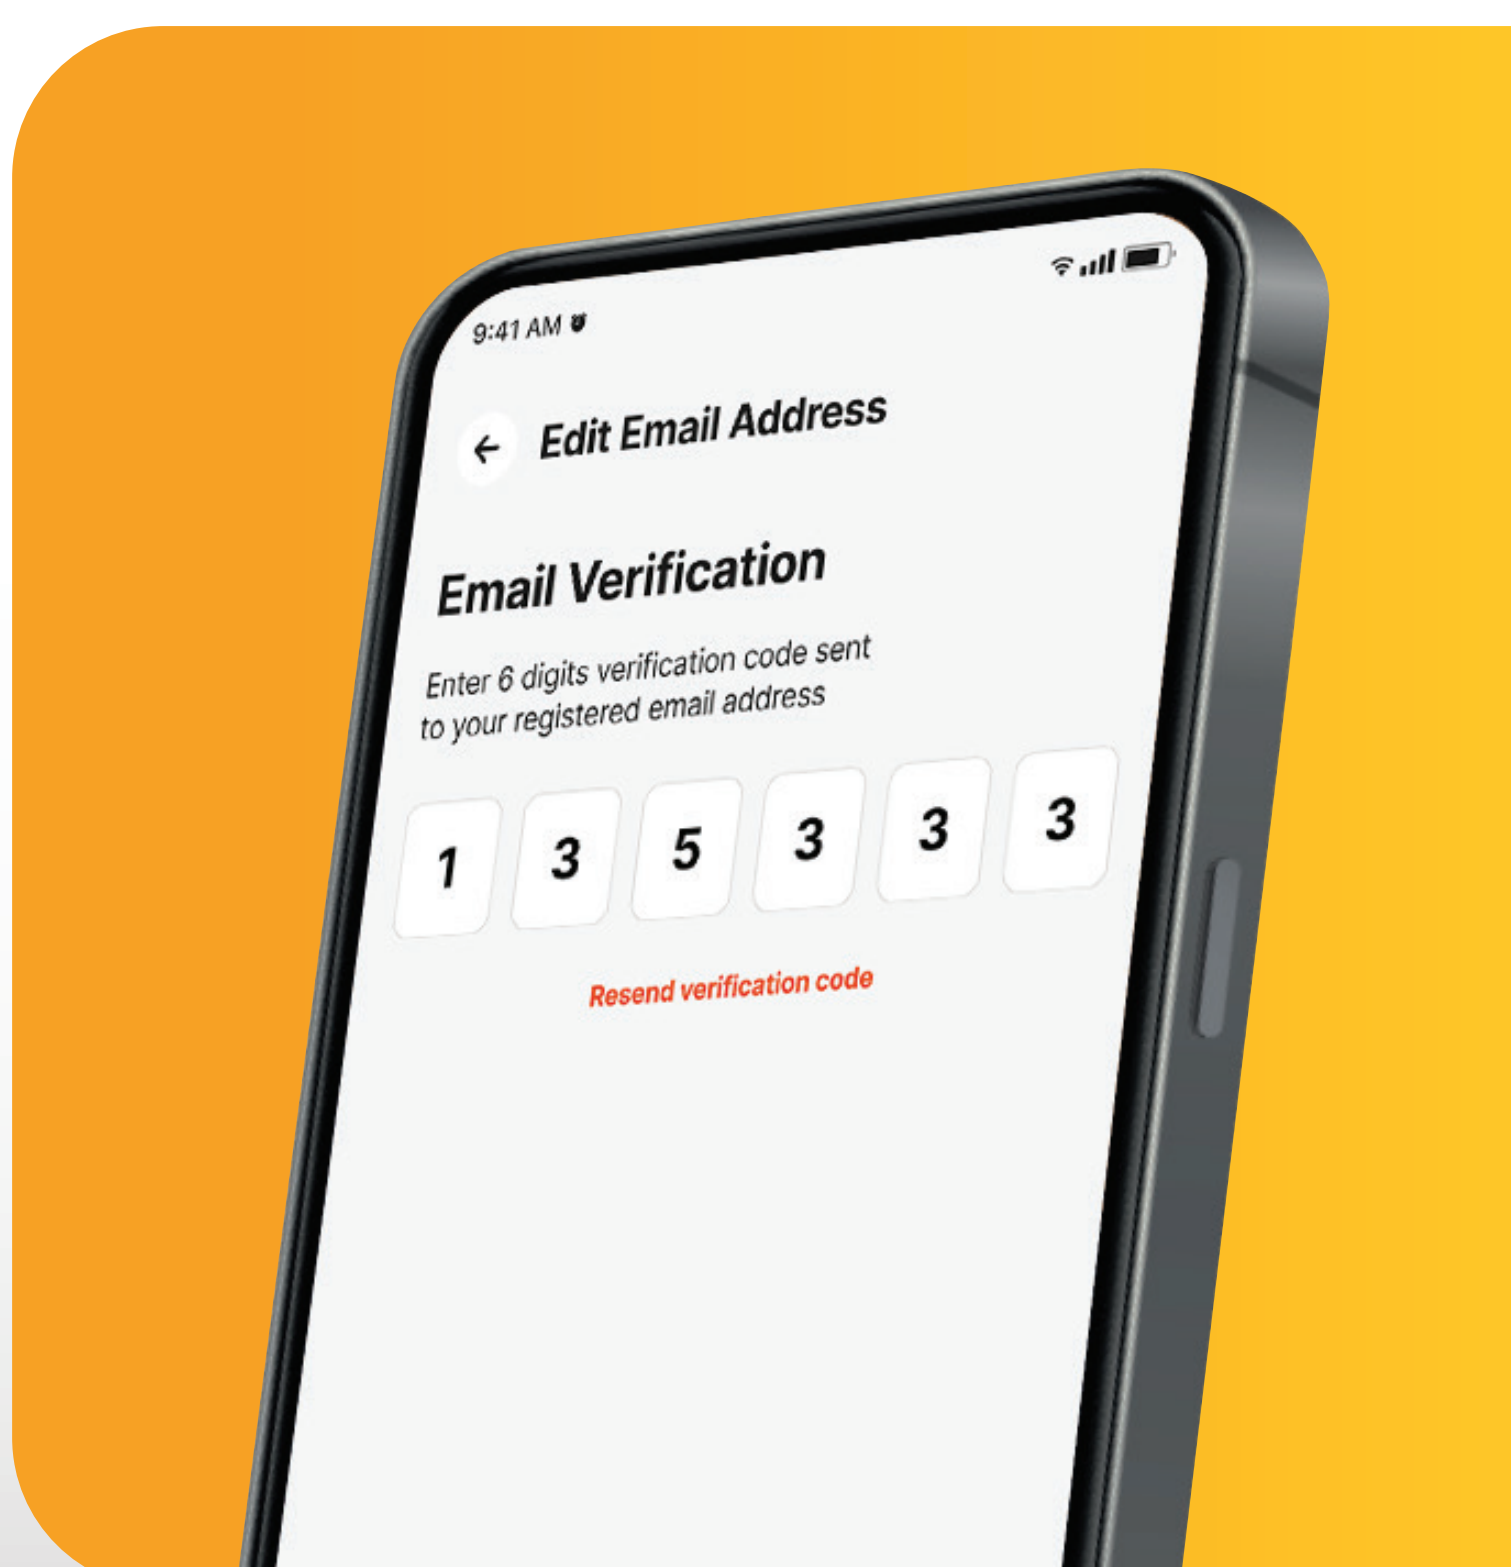 9:41 AM
Edit Email Address
Email Verification
Enter 6 digits verification code sent
to your registered email address
1 3 5 3 3 3
Resend verification code